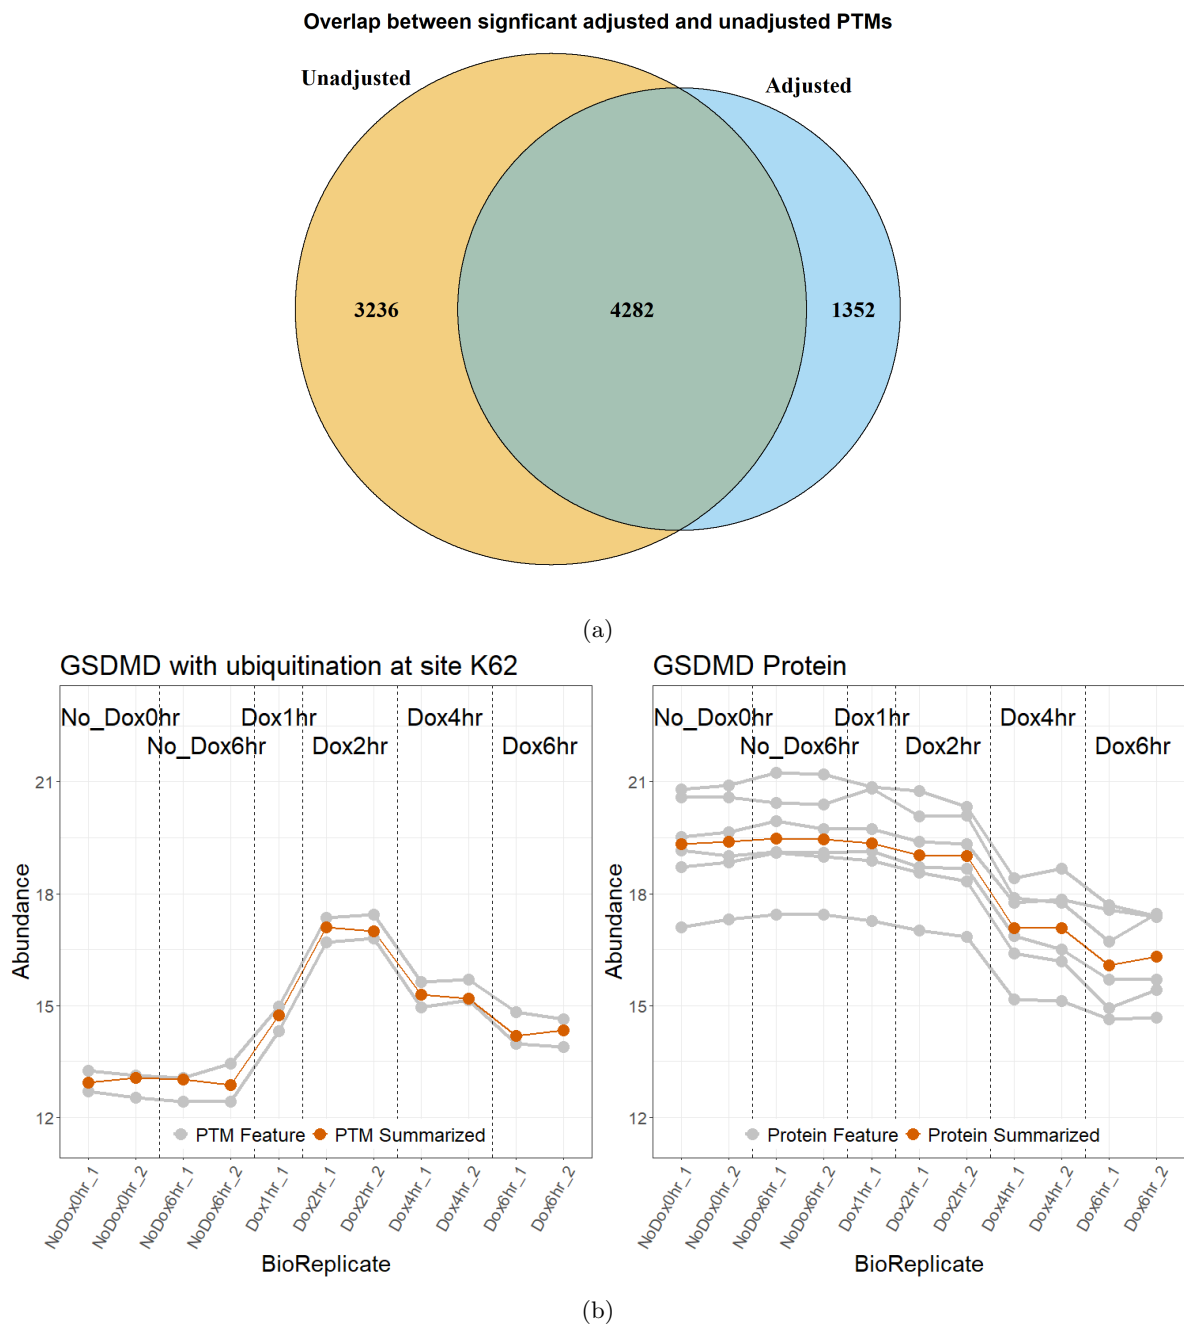 Overlap between signficant adjusted and unadjusted PTMs
Unadjusted
Adjusted
3236
4282
1352
(a)
GSDMD with ubiquitination at site K62
No_Dox0hr
Dox1hr
Dox4hr
No_Dox6hr
Dox2hr
Dox6hr
21
18
15
12
Abundance
PTM Feature
PTM Summarized
NoDox0hr_1
NoDox0hr_2
NoDox6hr_1
NoDox6hr_2
Dox1hr_1
Dox2hr_1
Dox2hr_2
Dox4hr_1
Dox4hr_2
Dox6hr_1
Dox6hr_2
BioReplicate
GSDMD Protein
No_Dox0hr
Dox1hr
Dox4hr
No_Dox6hr
Dox2hr
Dox6hr
21
18
15
12
Abundance
Protein Feature
Protein Summarized
NoDox0hr_1
NoDox0hr_2
NoDox6hr_1
NoDox6hr_2
Dox1hr_1
Dox2hr_1
Dox2hr_2
Dox4hr_1
Dox4hr_2
Dox6hr_1
Dox6hr_2
BioReplicate
(b)